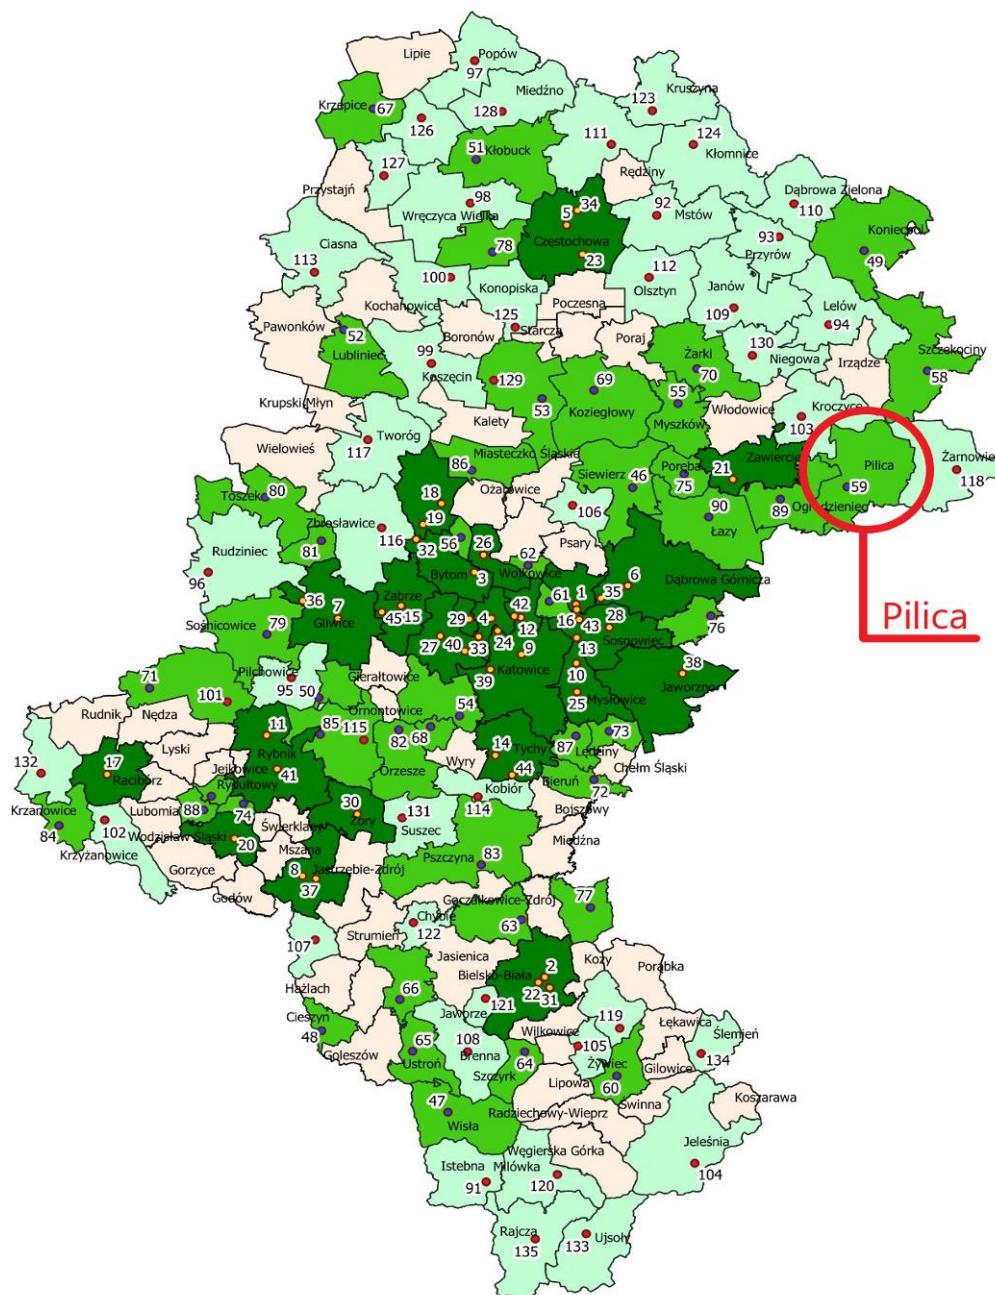 Lipie
Popów
97
Krzepice
67
Miedźno
128
126
Kruszyna
123
111
124
Kłomnice
51
Kłobuck
127
Przystajń
Rędziny
Dąbrowa Zielona
110
98
Wręczyca Wielka
34
5
92
Mstów
Częstochowa
93
Przyrów
Koniecpol
49
Ciasna
113
78
23
100
Konopiska
112
Olsztyn
Janów
109
Lelów
94
Kochanowice
Poczesna
Pawonków
52
Lubliniec
Boronów
125
Starcza
Poraj
130
Niegowa
Irządze
Szczekociny
58
99
Koszęcin
Żarki
70
129
69
53
Koziegłowy
55
Myszków
Włodowice
Kroczyce
103
Krupski Młyn
Kalety
Wielowieś
Tworóg
117
Miasteczko Śląskie
86
Siewierz
46
Poręba
75
Zawiercie
21
Pilica
59
Żarnowiec
118
80
Toszek
18
Ożarowice
106
90
Łazy
89
Ogrodzieniec
Zbrosławice
116
19
32
56
26
Psary
81
Rudziniec
96
62
Wojkowice
Bytom
3
6
Dąbrowa Górnicza
Pilica
36
7
Gliwice
Zabrze
45
15
29
4
42
12
61
1
16
43
35
28
Sosnowiec
76
Sośnicowice
79
27
40
33
24
9
13
Katowice
39
10
38
Jaworzno
Mysłowice
25
Pilchowice
95
50
Gierałtowice
71
101
Ornontowice
54
Rudnik
Nędza
11
85
115
82
68
73
87
Lędziny
Lyski
Rybnik
Orzesze
Wyry
14
Tychy
44
Chełm Śląski
Bieruń
72
132
17
Racibórz
Jejkowice
41
Rydułtowy
Kobiór
114
Bojszowy
Krzanowice
84
Lubomia
88
74
30
Żory
131
Suszec
102
Wodzisław Śląski
20
Świerklany
Krzyżanowice
Mszana
Miedźna
83
Pszczyna
Gorzyce
8
Jastrzębie-Zdrój
37
Godów
77
Goczałkowice-Zdrój
63
Chybie
122
107
Strumień
Jasienica
2
Bielsko-Biała
Kozy
Porąbka
Hażlach
66
22
31
121
Jaworze
119
Cieszyn
48
Wilkowice
Łękawica
Ślemień
134
Goleszów
65
Ustroń
108
Brenna
64
Szczyrk
105
Żywiec
60
Gilowice
Lipowa
Koszarawa
47
Wisła
Radziechowy-Wieprz
Świnna
Jeleśnia
104
Węgierska Górka
Istebna
91
Milówka
120
Rajcza
135
133
Ujsoły